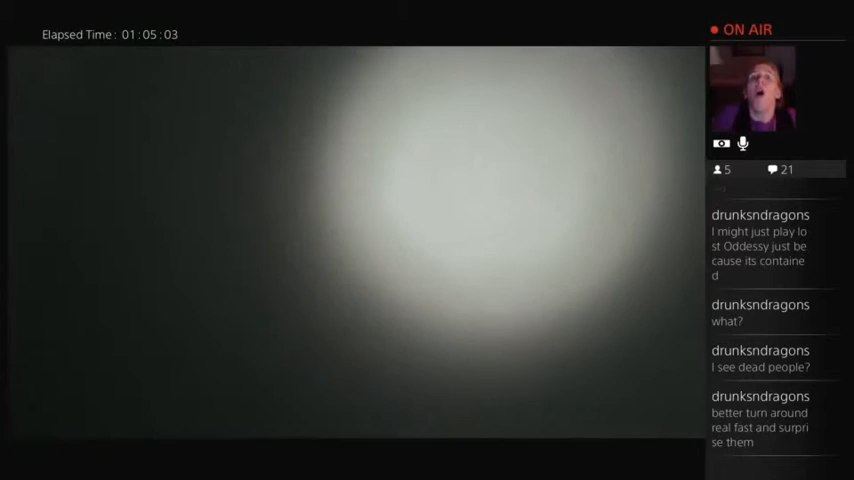 Elapsed Time: 01:05:03
ON AIR
5 21
drunksndragons
I might just play lo
st Oddessy just be
cause its containe
d
drunksndragons
what?
drunksndragons
I see dead people?
drunksndragons
better turn around
real fast and surpri
se them